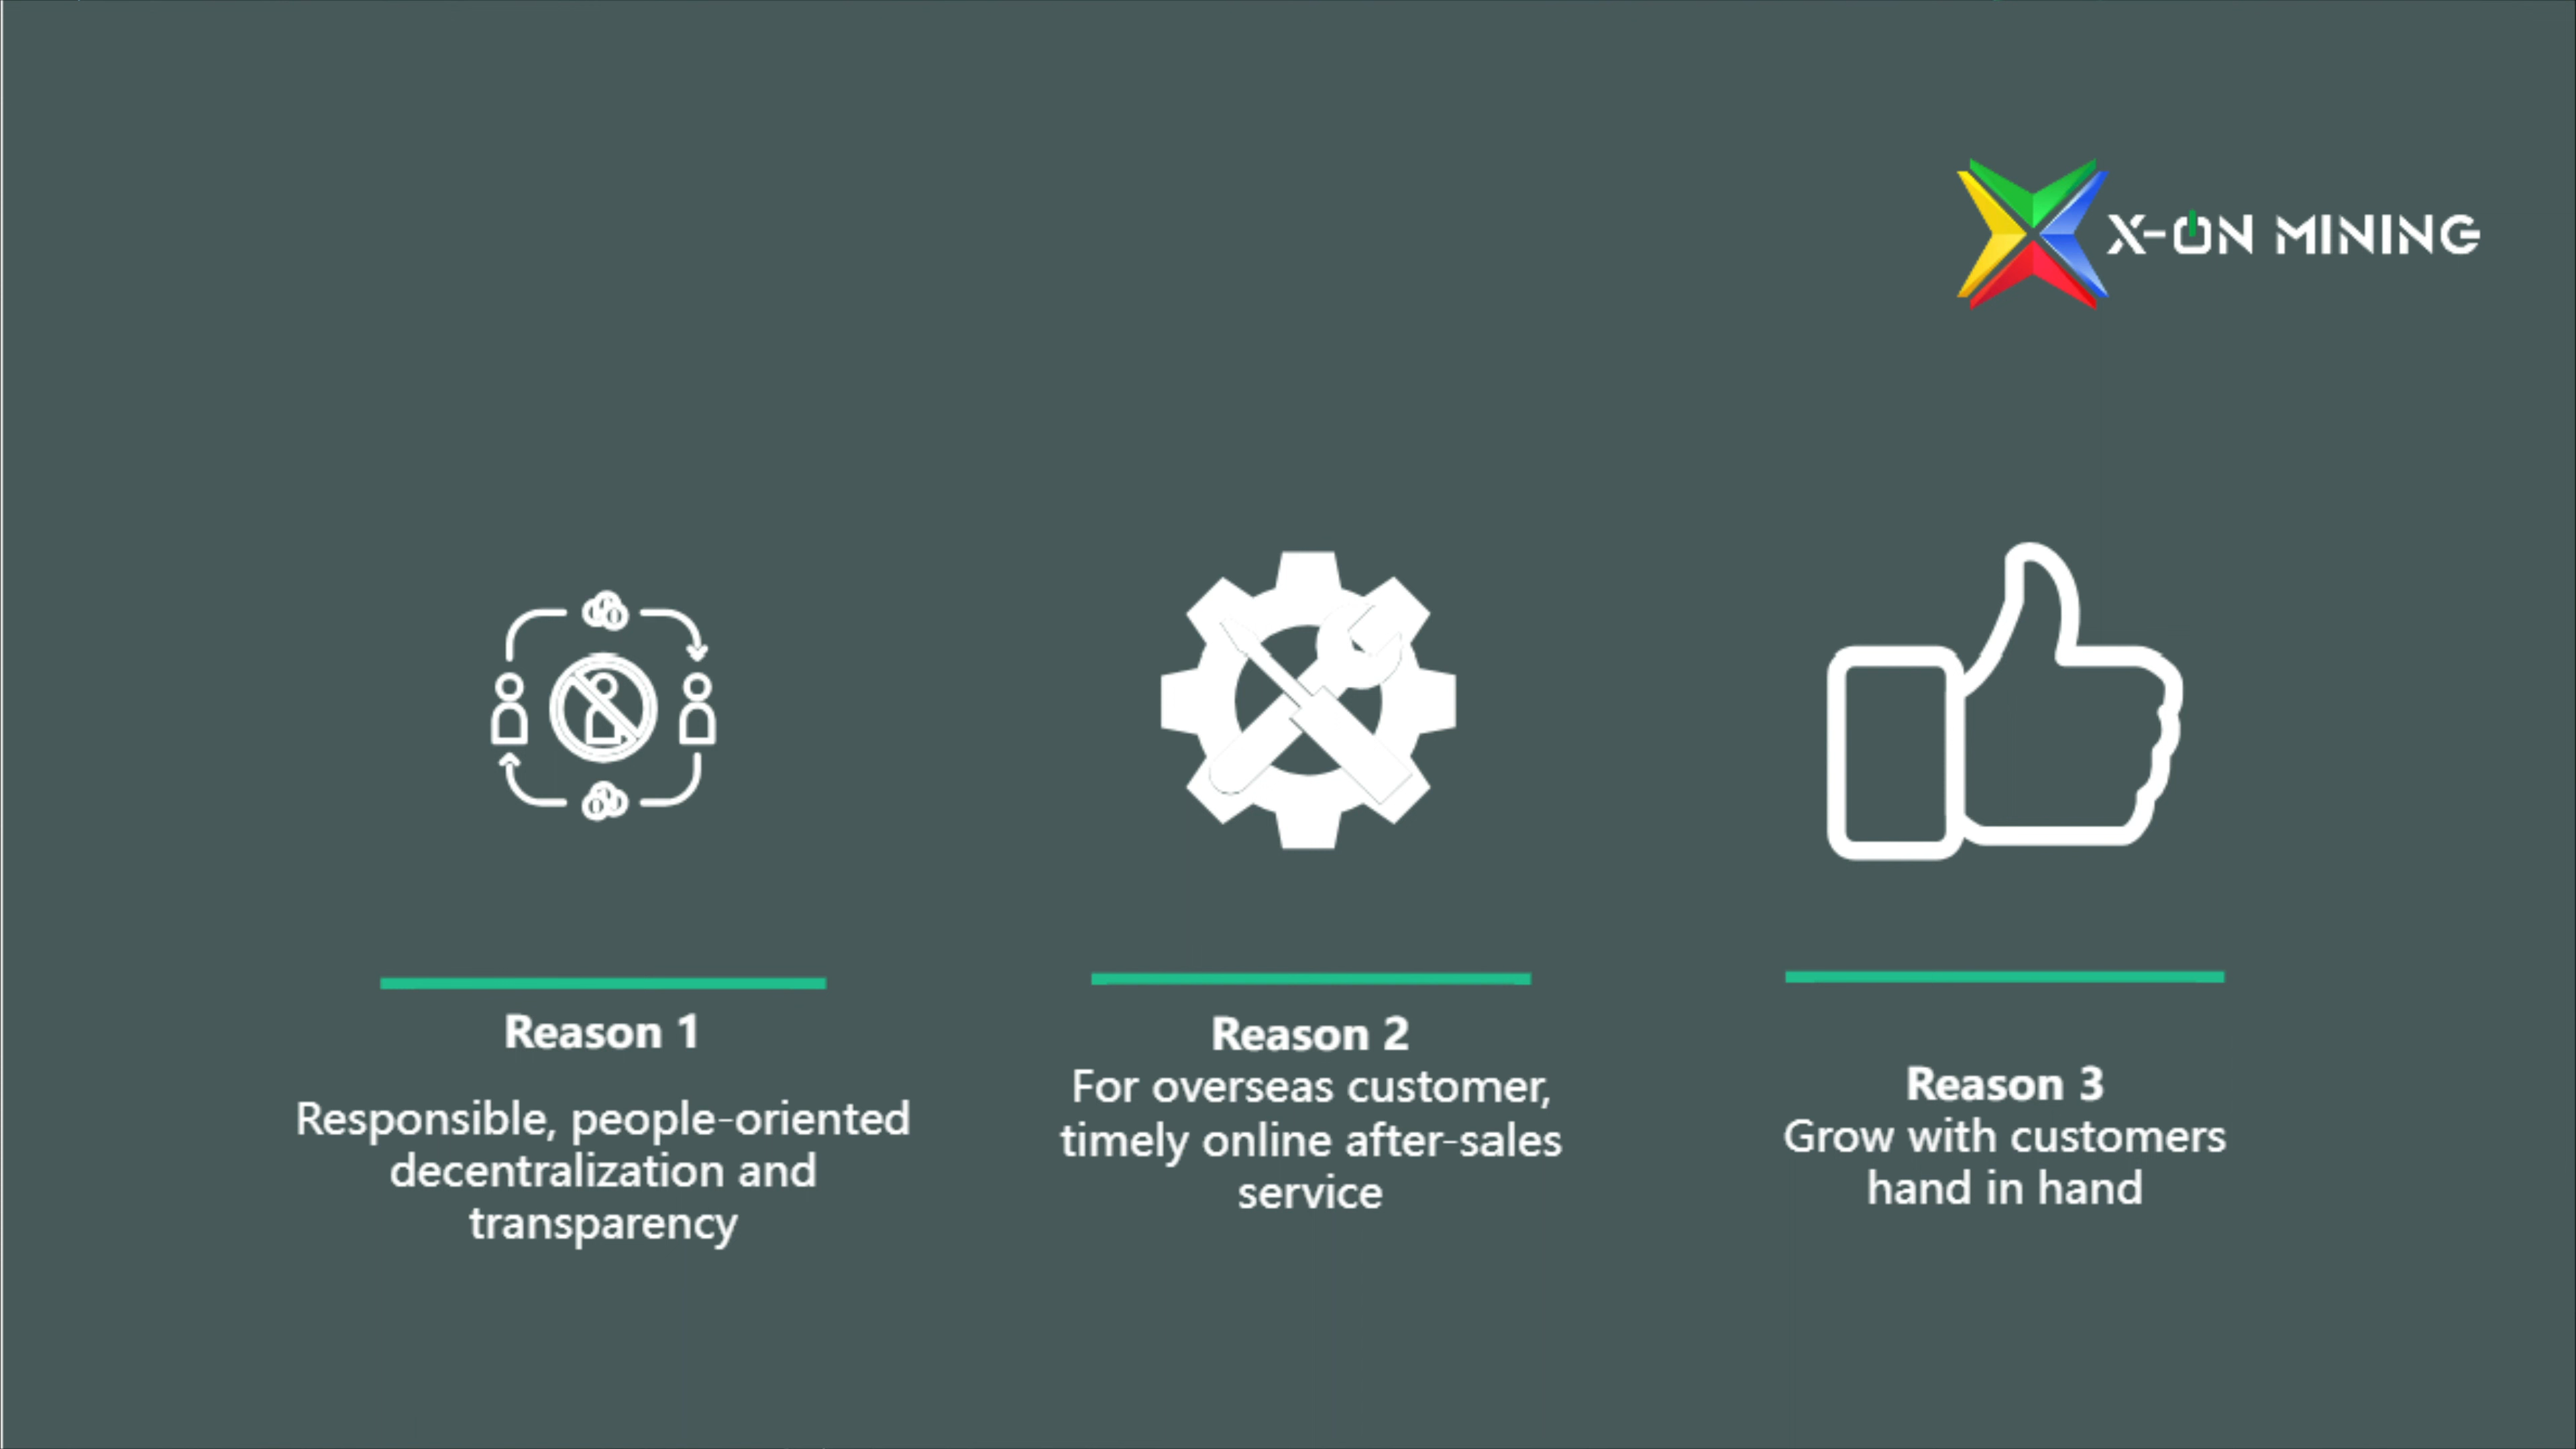 X-ON MINING
Reason 1
Responsible, people-oriented
decentralization and
transparency
Reason 2
For overseas customer,
timely online after-sales
service
Reason 3
Grow with customers
hand in hand